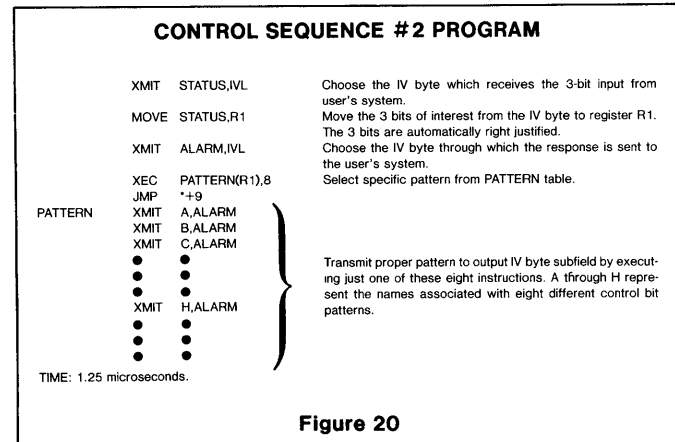 CONTROL SEQUENCE #2 PROGRAM
XMIT STATUS,IVL Choose the IV byte which receives the 3-bit input from
user's system.
MOVE STATUS,R1 Move the 3 bits of interest from the IV byte to register R1.
The 3 bits are automatically right justified.
XMIT ALARM,IVL Choose the IV byte through which the response is sent to
the user's system.
XEC PATTERN(R1),8 Select specific pattern from PATTERN table.
JMP *+9
PATTERN XMIT A,ALARM
XMIT B,ALARM
XMIT C,ALARM
Transmit proper pattern to output IV byte subfield by execut-
ing just one of these eight instructions. A through H repre-
sent the names associated with eight different control bit
patterns.
XMIT H,ALARM
TIME: 1.25 microseconds.
Figure 20